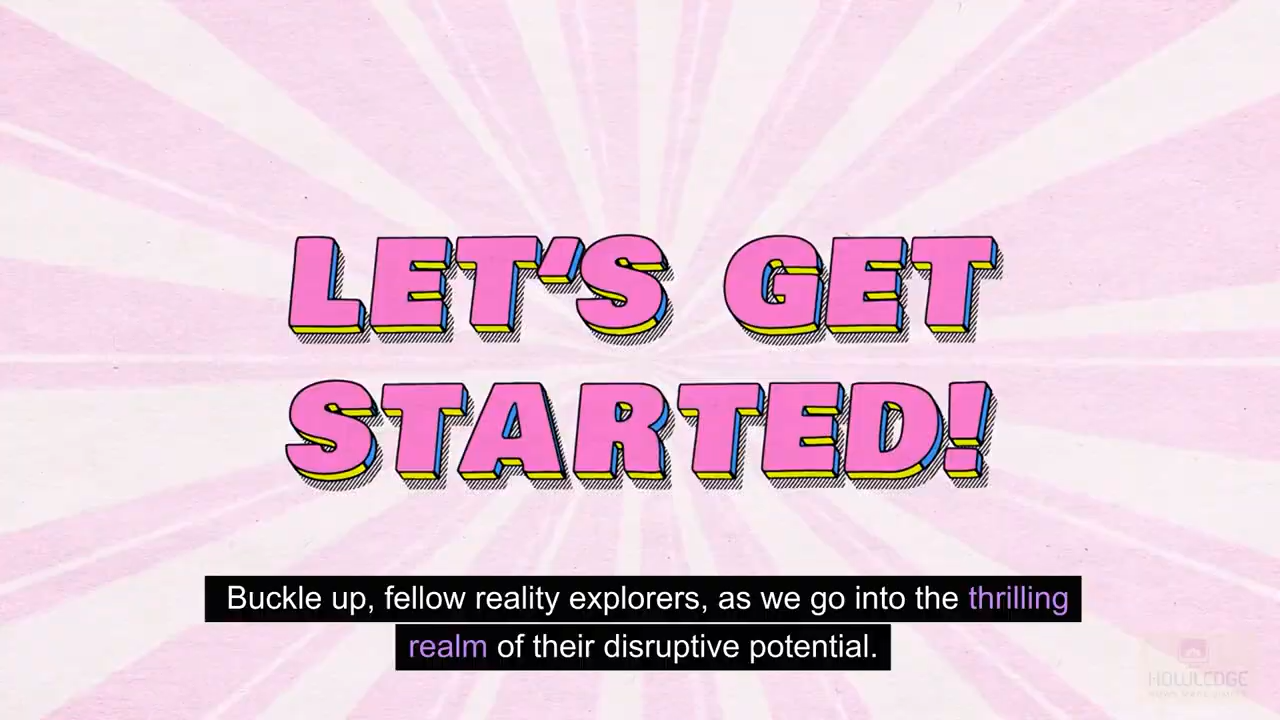 LET'S GET
STARTED!
Buckle up, fellow reality explorers, as we go into the thrilling
realm of their disruptive potential.
HOWLEDGE